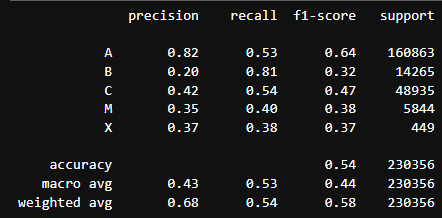 precision recall f1-score support
A 0.82 0.53 0.64 160863
B 0.20 0.81 0.32 14265
C 0.42 0.54 0.47 48935
M 0.35 0.40 0.38 5844
X 0.37 0.38 0.37 449
accuracy 0.54 230356
macro avg 0.43 0.53 0.44 230356
weighted avg 0.68 0.54 0.58 230356